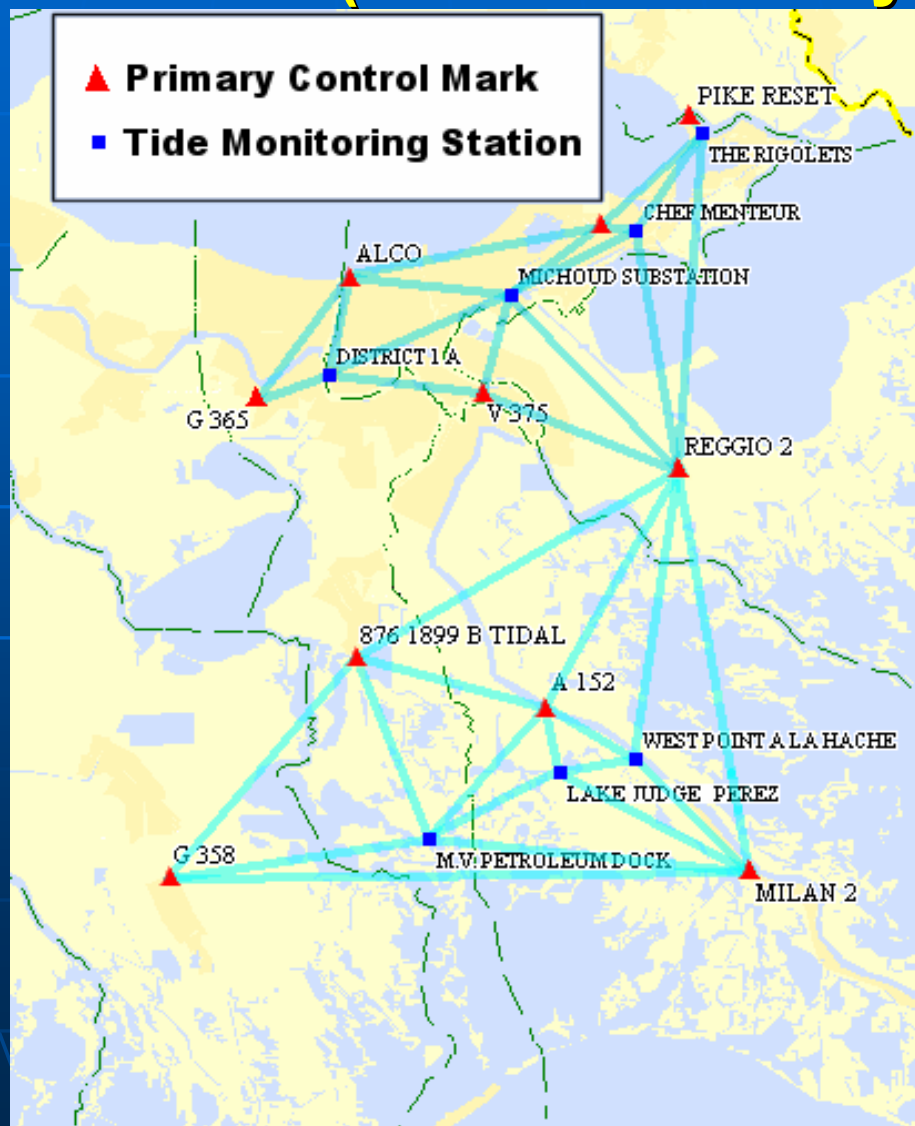 Primary Control Mark
Tide Monitoring Station
PIKE RESET
THE RIGOLETS
CHEF MENTEUR
ALCO
MICHOUD SUBSTATION
DISTRICT 1 A
G 365
V 375
REGGIO 2
876 1899 B TIDAL
A 152
WEST POINT A LA HACHE
LAKE JUDGE PEREZ
G 358
M.V. PETROLEUM DOCK
MILAN 2